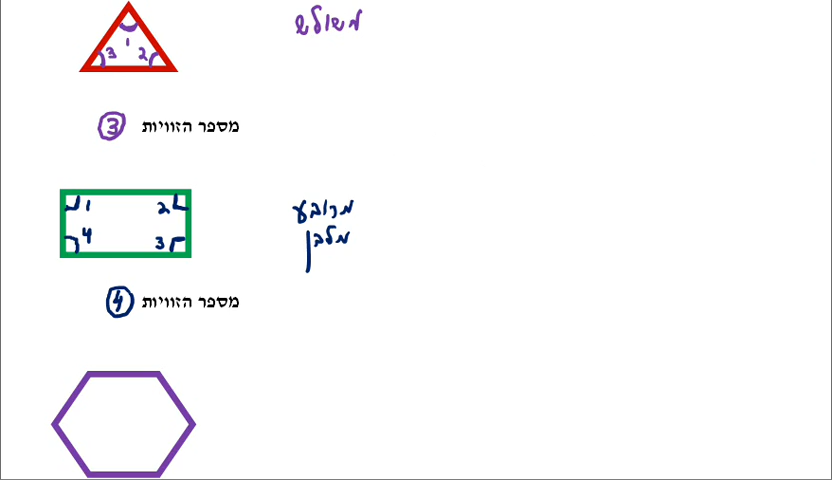 משולש
1
3 2
מספר הזוויות 3
1 2
4 3
מרובע
מלבן
מספר הזוויות 4